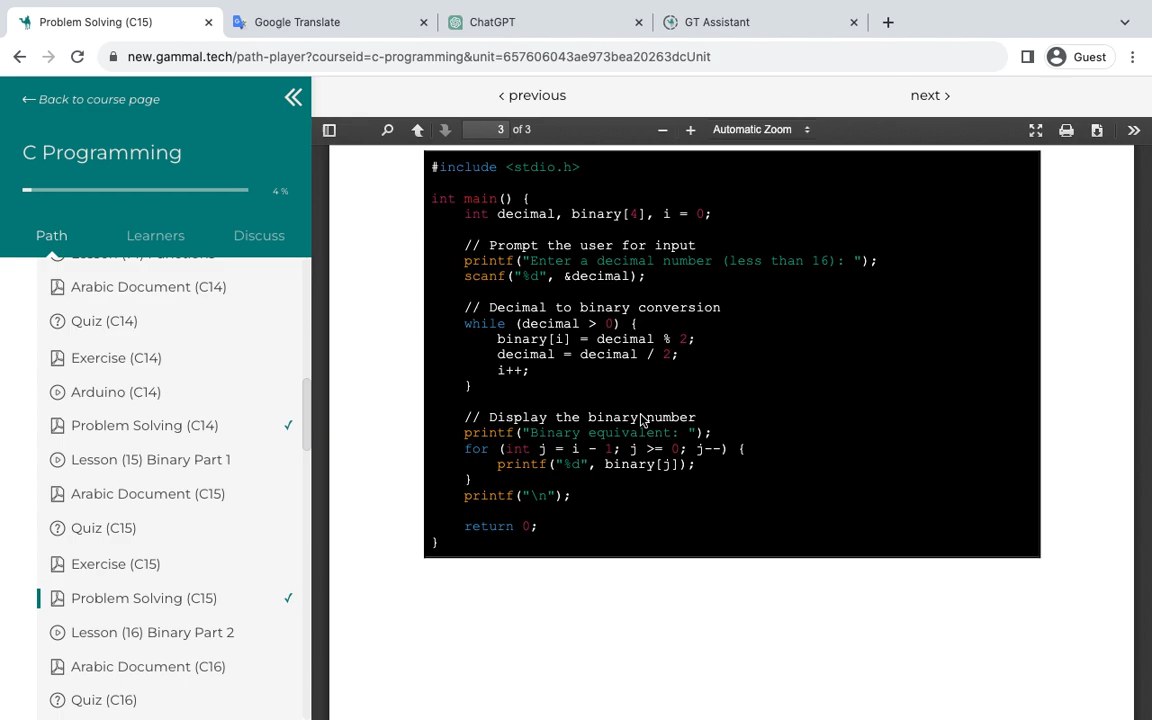 Problem Solving (C15)
Google Translate
ChatGPT
GT Assistant
new.gammal.tech/path-player?courseid=c-programming&unit=657606043ae973bea20263dcUnit
Guest
Back to course page
C Programming
4 %
Path
Learners
Discuss
Arabic Document (C14)
Quiz (C14)
Exercise (C14)
Arduino (C14)
Problem Solving (C14)
Lesson (15) Binary Part 1
Arabic Document (C15)
Quiz (C15)
Exercise (C15)
Problem Solving (C15)
Lesson (16) Binary Part 2
Arabic Document (C16)
Quiz (C16)
‹ previous
next ›
3 of 3
Automatic Zoom
#include <stdio.h>
int main() {
int decimal, binary[4], i = 0;
// Prompt the user for input
printf("Enter a decimal number (less than 16): ");
scanf("%d", &decimal);
// Decimal to binary conversion
while (decimal > 0) {
binary[i] = decimal % 2;
decimal = decimal / 2;
i++;
}
// Display the binary number
printf("Binary equivalent: ");
for (int j = i - 1; j >= 0; j--) {
printf("%d", binary[j]);
}
printf("\n");
return 0;
}